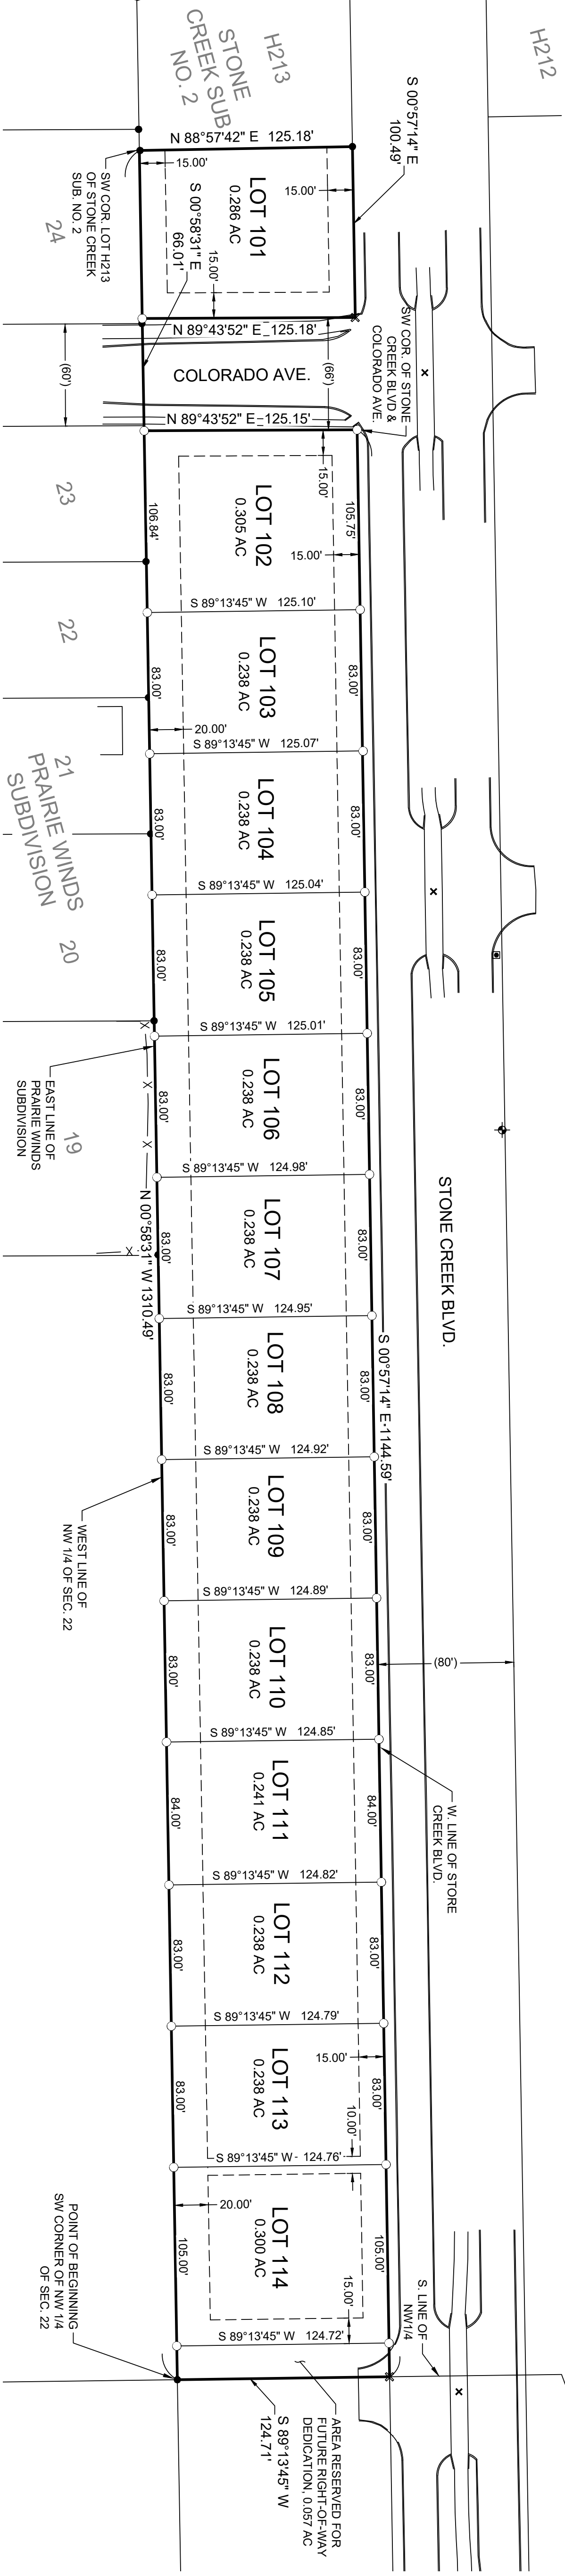 H212
H213
STONE
CREEK SUB
NO. 2
S 00°57'14" E
100.49'
N 88°57'42" E 125.18'
15.00'
15.00'
LOT 101
0.286 AC
15.00'
S 00°58'31" E
66.01'
SW COR. LOT H213
OF STONE CREEK
SUB. NO. 2
24
N 89°43'52" E 125.18'
(60')
COLORADO AVE.
(66')
SW COR. OF STONE
CREEK BLVD &
COLORADO AVE.
N 89°43'52" E 125.15'
15.00'
105.75'
15.00'
LOT 102
0.305 AC
106.84'
23
S 89°13'45" W 125.10'
22
LOT 103
0.238 AC
83.00'
83.00'
20.00'
S 89°13'45" W 125.07'
21
PRAIRIE WINDS
SUBDIVISION
LOT 104
0.238 AC
83.00'
83.00'
S 89°13'45" W 125.04'
20
LOT 105
0.238 AC
83.00'
83.00'
S 89°13'45" W 125.01'
X
X
X
X
EAST LINE OF
PRAIRIE WINDS
SUBDIVISION
19
LOT 106
0.238 AC
83.00'
83.00'
S 89°13'45" W 124.98'
STONE CREEK BLVD.
LOT 107
0.238 AC
83.00'
N 00°58'31" W 1310.49'
S 89°13'45" W 124.95'
S 00°57'14" E 1144.59'
LOT 108
0.238 AC
83.00'
83.00'
S 89°13'45" W 124.92'
WEST LINE OF
NW 1/4 OF SEC. 22
LOT 109
0.238 AC
83.00'
83.00'
S 89°13'45" W 124.89'
LOT 110
0.238 AC
83.00'
83.00'
(80')
S 89°13'45" W 124.85'
W. LINE OF STORE
CREEK BLVD.
LOT 111
0.241 AC
84.00'
84.00'
S 89°13'45" W 124.82'
LOT 112
0.238 AC
83.00'
83.00'
S 89°13'45" W 124.79'
15.00'
LOT 113
0.238 AC
83.00'
83.00'
10.00'
S 89°13'45" W 124.76'
20.00'
LOT 114
0.300 AC
105.00'
105.00'
15.00'
S 89°13'45" W 124.72'
S. LINE OF
NW1/4
POINT OF BEGINNING
SW CORNER OF NW 1/4
OF SEC. 22
S 89°13'45" W
124.71'
AREA RESERVED FOR
FUTURE RIGHT-OF-WAY
DEDICATION, 0.057 AC